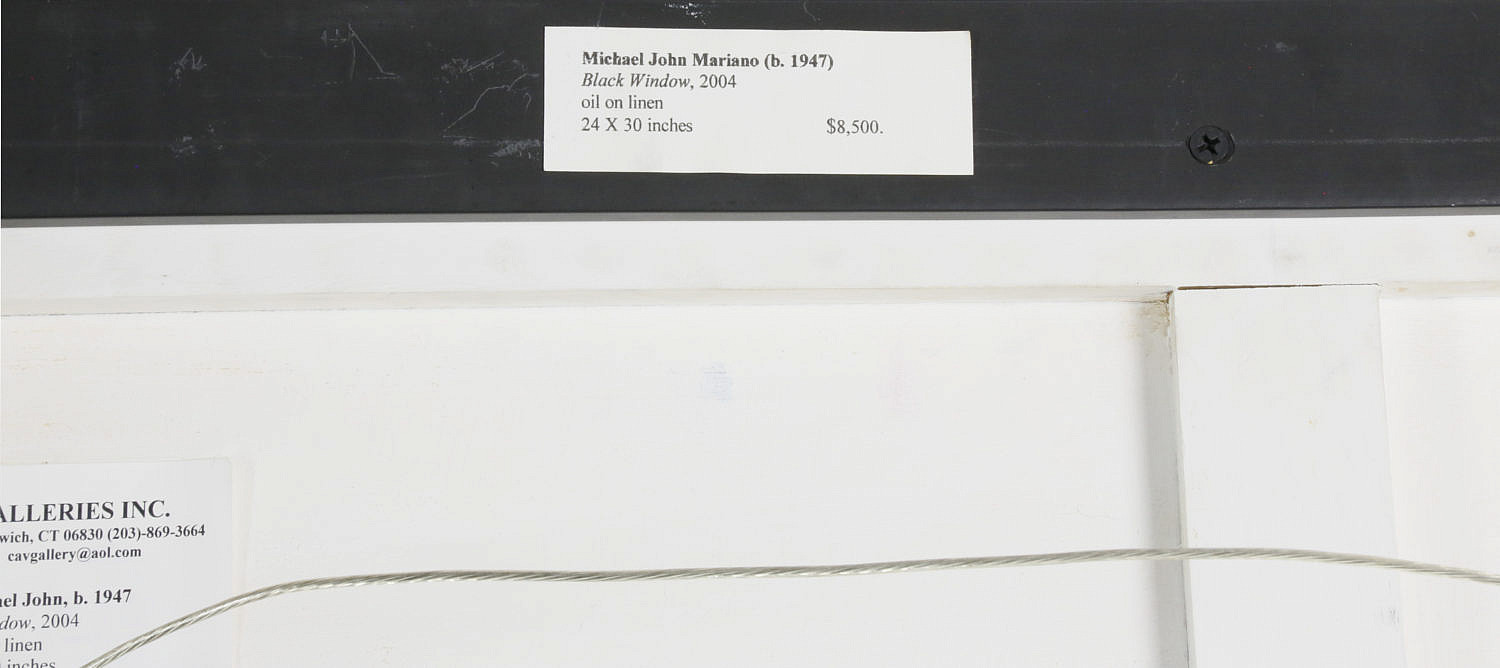 Michael John Mariano (b. 1947)
Black Window, 2004
oil on linen
24 X 30 inches $8,500.
ALLERIES INC.
wich, CT 06830 (203)-869-3664
cavgallery@aol.com
el John, b. 1947
dow, 2004
linen
inches